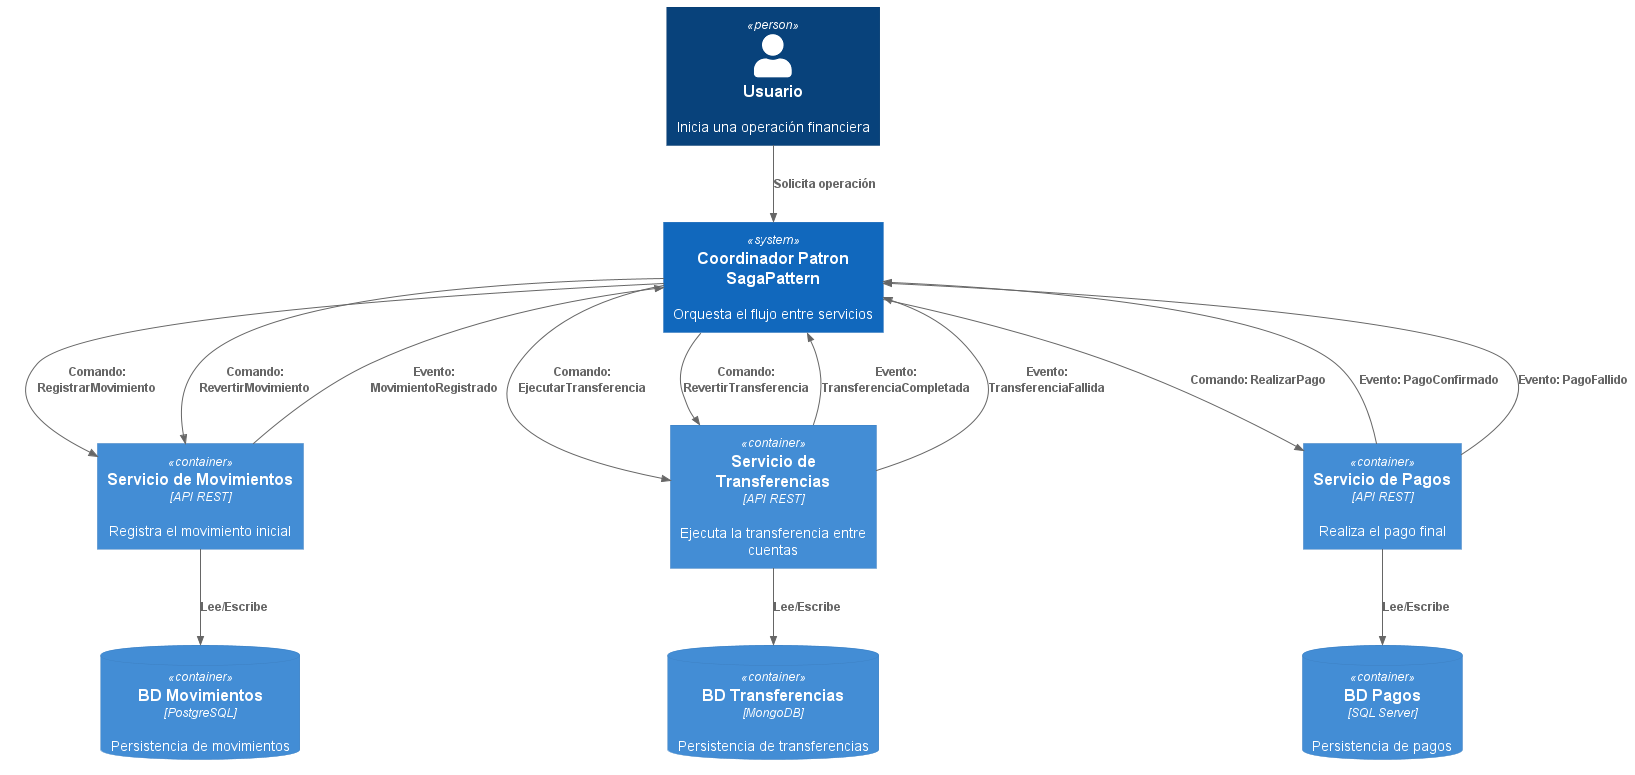 «person»
Usuario
Inicia una operación financiera
Solicita operación
«system»
Coordinador Patron
SagaPattern
Orquesta el flujo entre servicios
Comando:
RegistrarMovimiento
Comando:
RevertirMovimiento
Evento:
MovimientoRegistrado
Comando:
EjecutarTransferencia
Comando:
RevertirTransferencia
Evento:
TransferenciaCompletada
Evento:
TransferenciaFallida
Comando: RealizarPago
Evento: PagoConfirmado
Evento: PagoFallido
«container»
Servicio de Movimientos
[API REST]
Registra el movimiento inicial
«container»
Servicio de
Transferencias
[API REST]
Ejecuta la transferencia entre
cuentas
«container»
Servicio de Pagos
[API REST]
Realiza el pago final
Lee/Escribe
Lee/Escribe
Lee/Escribe
«container»
BD Movimientos
[PostgreSQL]
Persistencia de movimientos
«container»
BD Transferencias
[MongoDB]
Persistencia de transferencias
«container»
BD Pagos
[SQL Server]
Persistencia de pagos